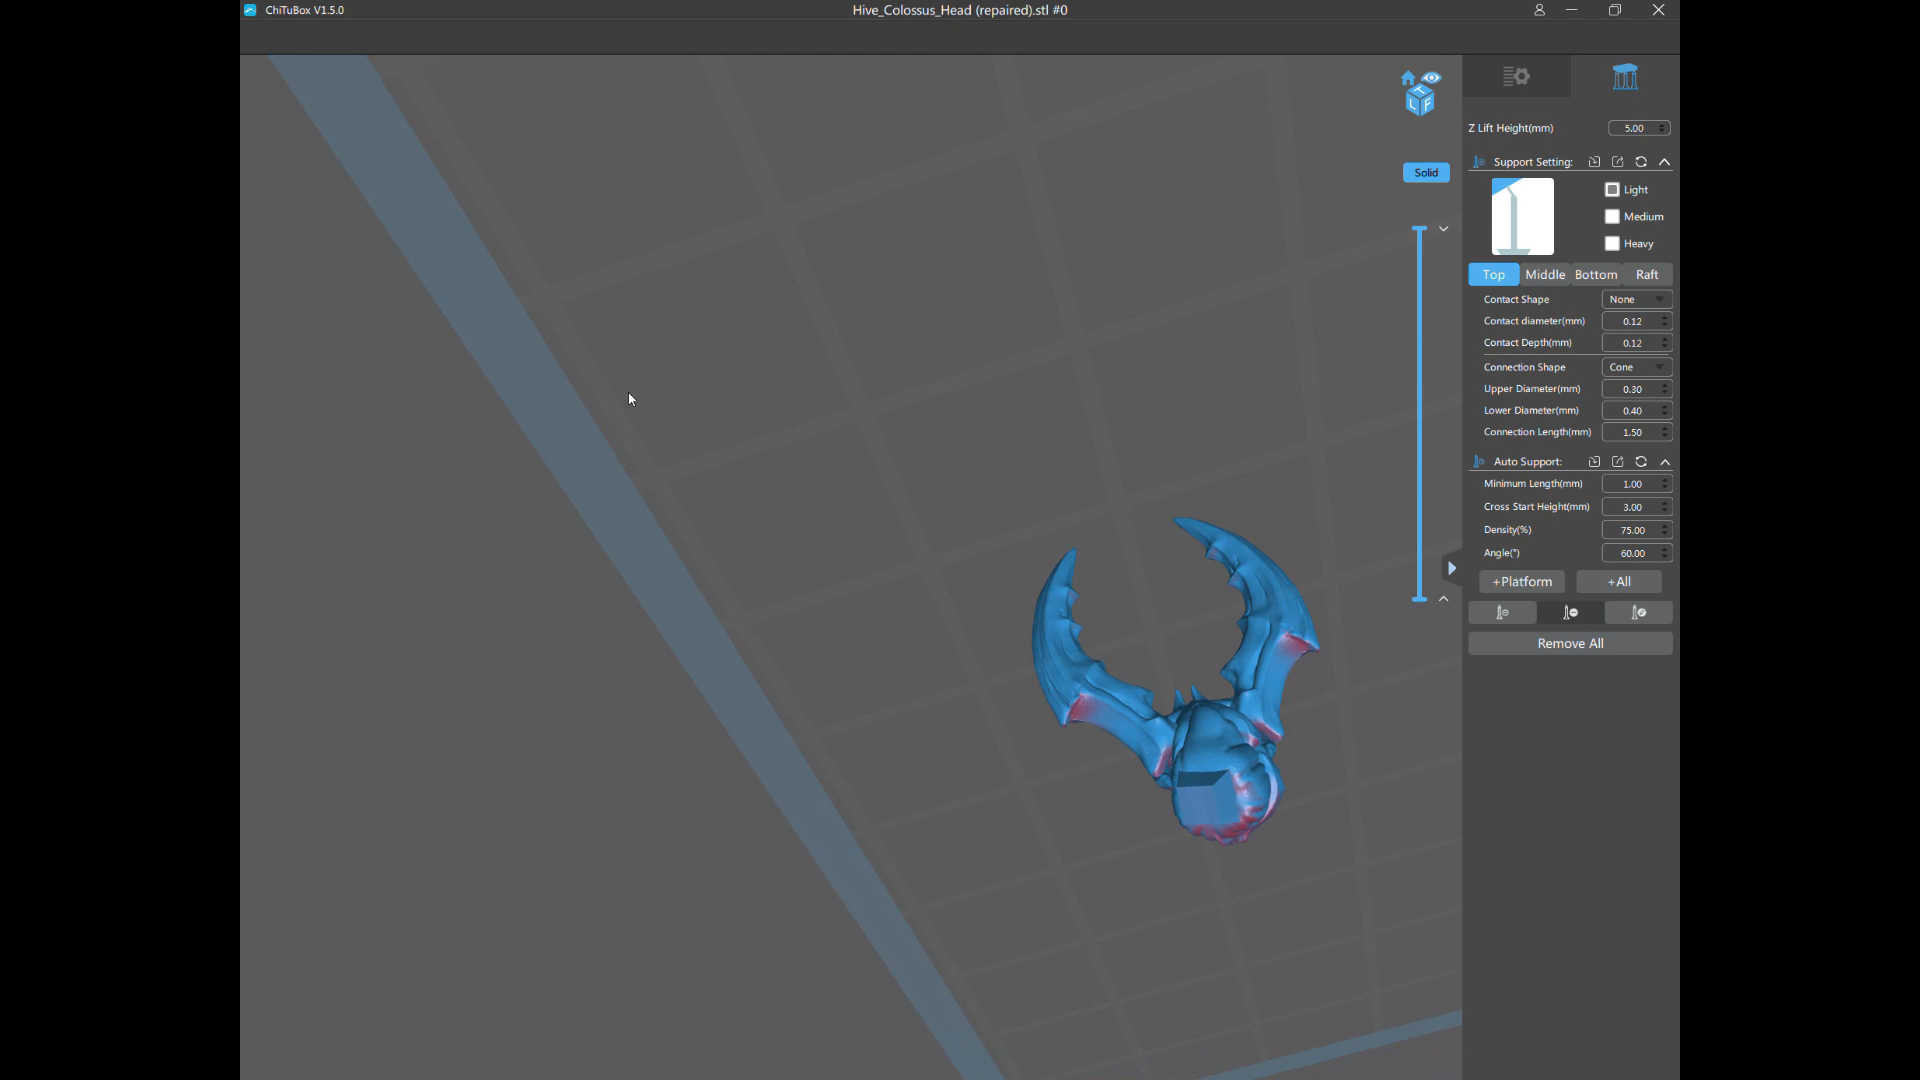 ChiTuBox V1.5.0
Hive_Colossus_Head (repaired).stl #0
T
L F
Solid
Z Lift Height(mm) 5.00
Support Setting:
Light
Medium
Heavy
Top Middle Bottom Raft
Contact Shape None
Contact diameter(mm) 0.12
Contact Depth(mm) 0.12
Connection Shape Cone
Upper Diameter(mm) 0.30
Lower Diameter(mm) 0.40
Connection Length(mm) 1.50
Auto Support:
Minimum Length(mm) 1.00
Cross Start Height(mm) 3.00
Density(%) 75.00
Angle(°) 60.00
+Platform +All
Remove All